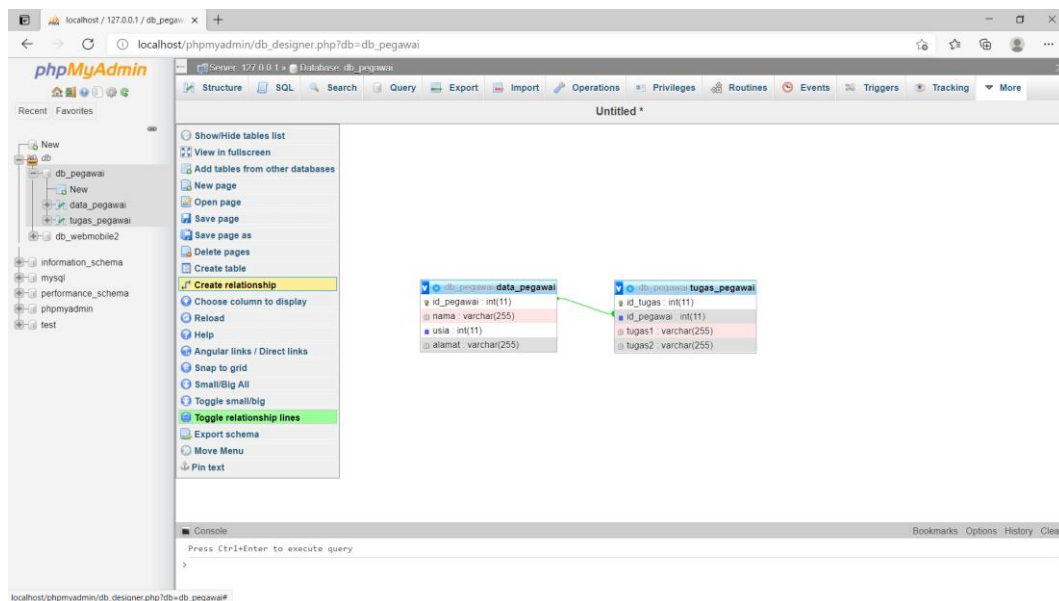 localhost / 127.0.0.1 / db_pegaw
localhost/phpmyadmin/db_designer.php?db=db_pegawai
phpMyAdmin
Recent Favorites
New
db
db_pegawai
New
data_pegawai
tugas_pegawai
db_webmobile2
information_schema
mysql
performance_schema
phpmyadmin
test
Server: 127.0.0.1 » Database: db_pegawai
Structure SQL Search Query Export Import Operations Privileges Routines Events Triggers Tracking More
Untitled *
Show/Hide tables list
View in fullscreen
Add tables from other databases
New page
Open page
Save page
Save page as
Delete pages
Create table
Create relationship
Choose column to display
Reload
Help
Angular links / Direct links
Snap to grid
Small/Big All
Toggle small/big
Toggle relationship lines
Export schema
Move Menu
Pin text
db_pegawai data_pegawai
id_pegawai : int(11)
nama : varchar(255)
usia : int(11)
alamat : varchar(255)
db_pegawai tugas_pegawai
id_tugas : int(11)
id_pegawai : int(11)
tugas1 : varchar(255)
tugas2 : varchar(255)
Console
Bookmarks Options History Clea
Press Ctrl+Enter to execute query
>
localhost/phpmyadmin/db_designer.php?db=db_pegawai#